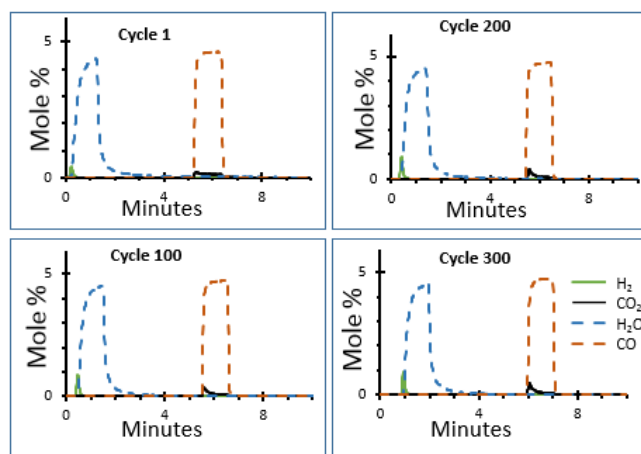 Cycle 1
5
Mole %
0
0 4 8
Minutes
Cycle 200
5
Mole %
0
0 4 8
Minutes
Cycle 100
5
Mole %
0
0 4 8
Minutes
Cycle 300
5
Mole %
0
0 4 8
Minutes
H₂
CO₂
H₂O
CO